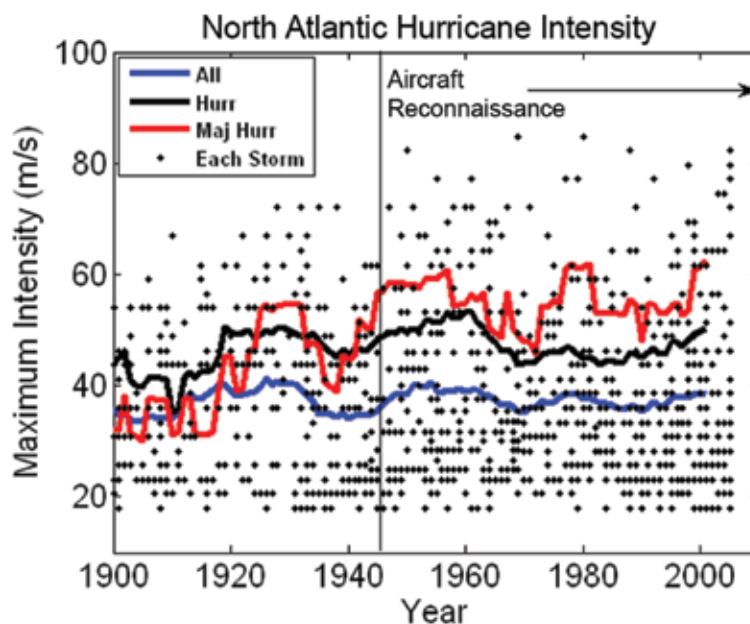 North Atlantic Hurricane Intensity
100
80
60
40
20
Maximum Intensity (m/s)
All
Hurr
Maj Hurr
Each Storm
Aircraft
Reconnaissance
1900 1920 1940 1960 1980 2000
Year